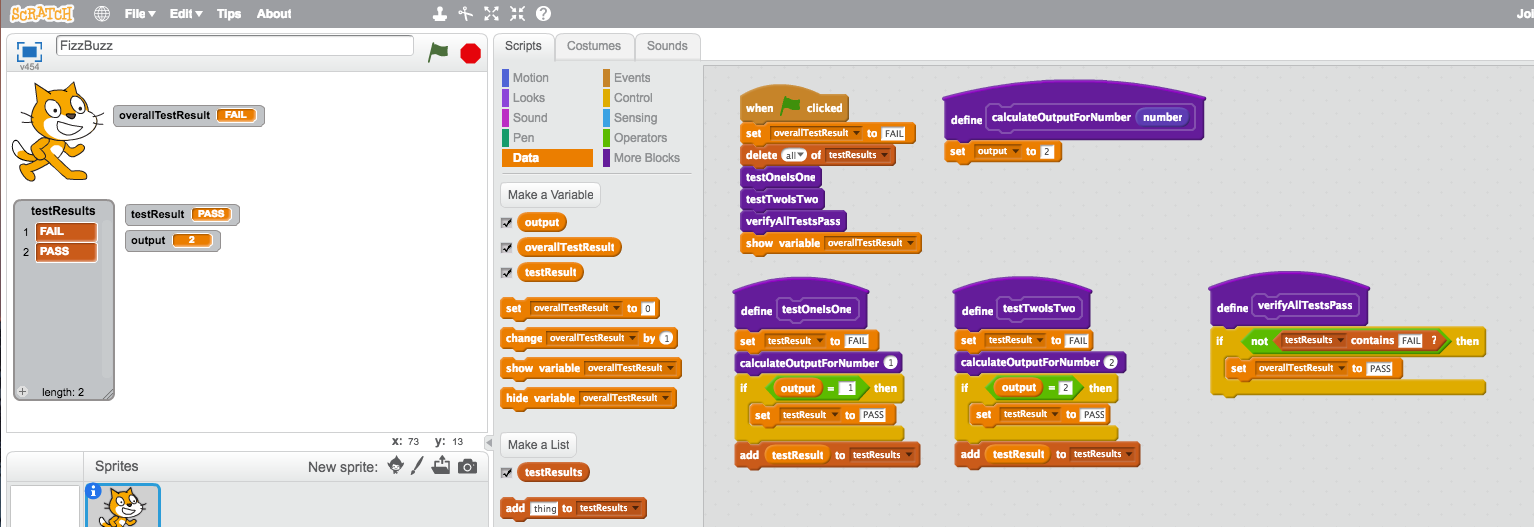 SCRATCH File Edit Tips About Jol
FizzBuzz
v454
overallTestResult FAIL
testResults
1 FAIL
2 PASS
length: 2
testResult PASS
output 2
x: 73 y: 13
Sprites New sprite:
Scripts Costumes Sounds
Motion Events
Looks Control
Sound Sensing
Pen Operators
Data More Blocks
Make a Variable
output
overallTestResult
testResult
set overallTestResult to 0
change overallTestResult by 1
show variable overallTestResult
hide variable overallTestResult
Make a List
testResults
add thing to testResults
when clicked
set overallTestResult to FAIL
delete all of testResults
testOneIsOne
testTwoIsTwo
verifyAllTestsPass
show variable overallTestResult
define calculateOutputForNumber number
set output to 2
define testOneIsOne
set testResult to FAIL
calculateOutputForNumber 1
if output = 1 then
set testResult to PASS
add testResult to testResults
define testTwoIsTwo
set testResult to FAIL
calculateOutputForNumber 2
if output = 2 then
set testResult to PASS
add testResult to testResults
define verifyAllTestsPass
if not testResults contains FAIL ? then
set overallTestResult to PASS